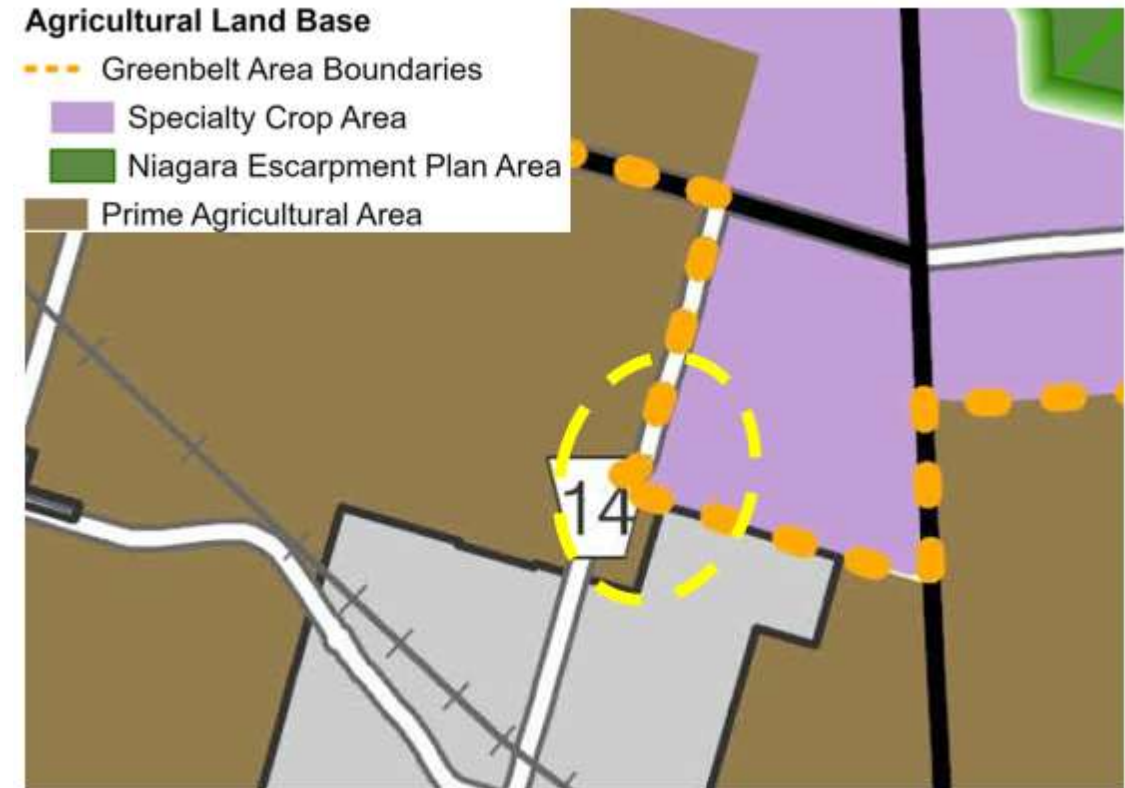 Agricultural Land Base
Greenbelt Area Boundaries
Specialty Crop Area
Niagara Escarpment Plan Area
Prime Agricultural Area
14